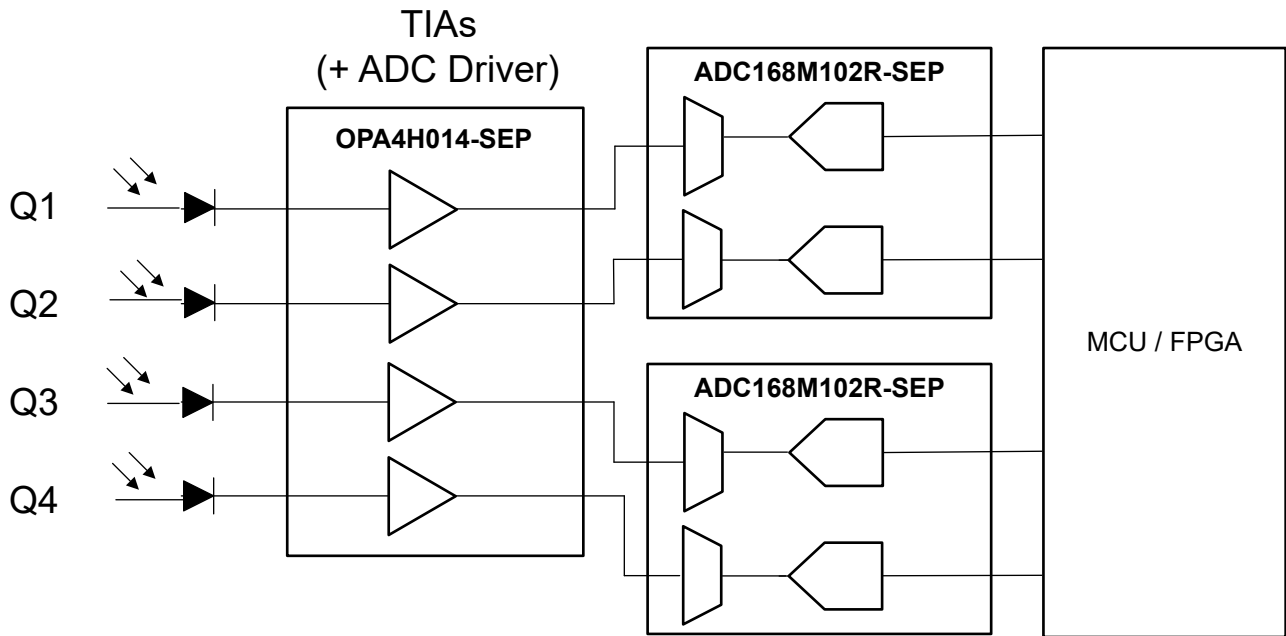 TIAs
(+ ADC Driver)
OPA4H014-SEP
ADC168M102R-SEP
Q1
Q2
Q3
Q4
ADC168M102R-SEP
MCU / FPGA